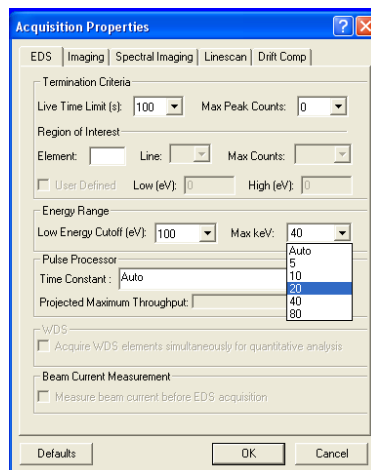 Acquisition Properties
EDS Imaging Spectral Imaging Linescan Drift Comp
Termination Criteria
Live Time Limit (s): 100 Max Peak Counts: 0
Region of Interest
Element: Line: Max Counts:
User Defined Low (eV): 0 High (eV): 0
Energy Range
Low Energy Cutoff (eV): 100 Max keV: 40
Auto
5
10
20
40
80
Pulse Processor
Time Constant : Auto
Projected Maximum Throughput:
WDS
Acquire WDS elements simultaneously for quantitative analysis
Beam Current Measurement
Measure beam current before EDS acquisition
Defaults OK Cancel